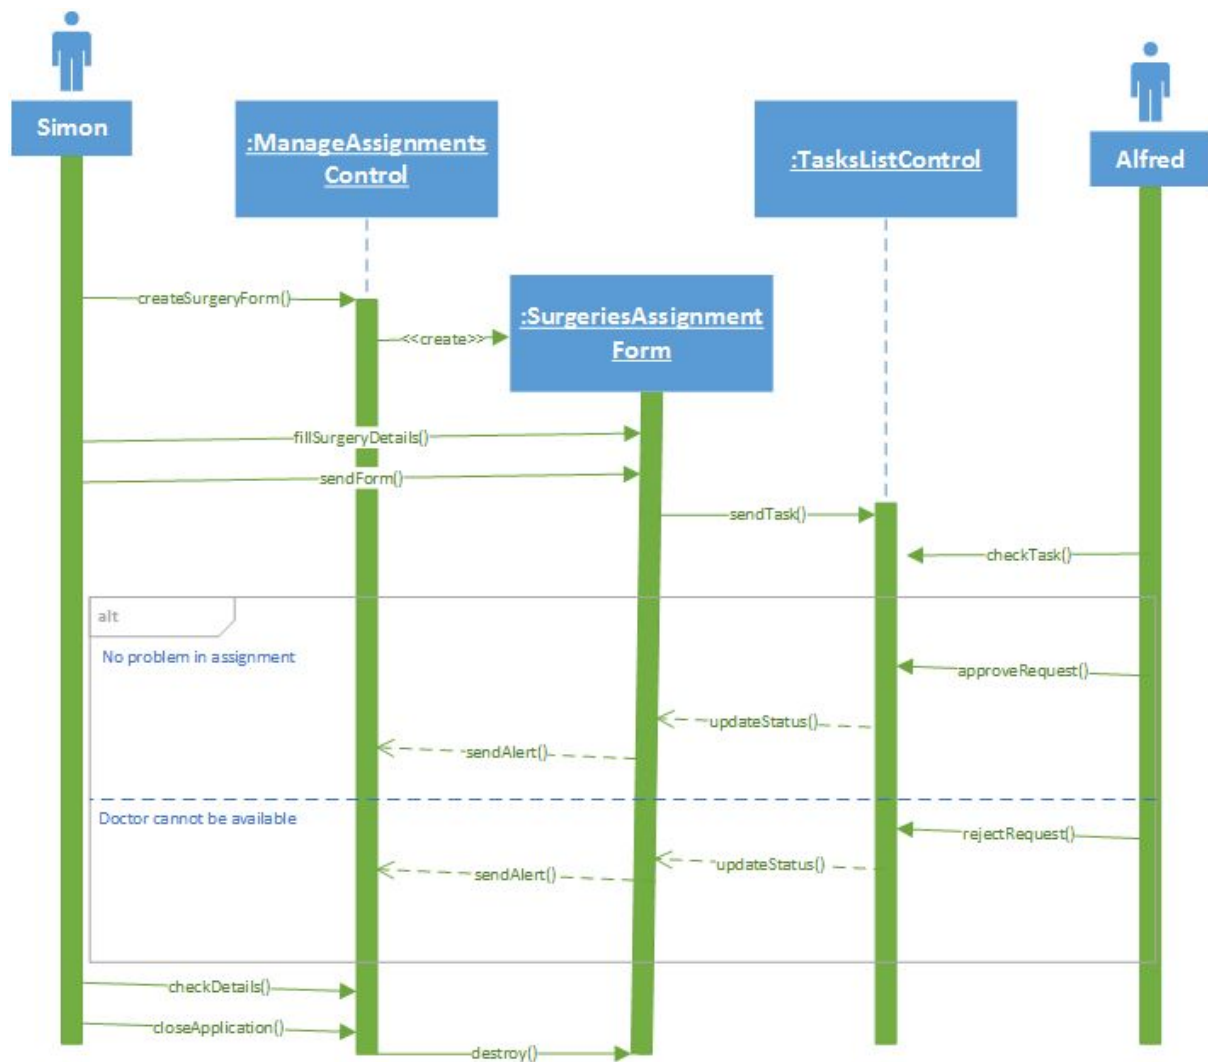 Simon
:ManageAssignments
Control
:TasksListControl
Alfred
createSurgeryForm()
:SurgeriesAssignment
Form
<<create>>
fillSurgeryDetails()
sendForm()
sendTask()
checkTask()
alt
No problem in assignment
approveRequest()
updateStatus()
sendAlert()
Doctor cannot be available
rejectRequest()
updateStatus()
sendAlert()
checkDetails()
closeApplication()
destroy()